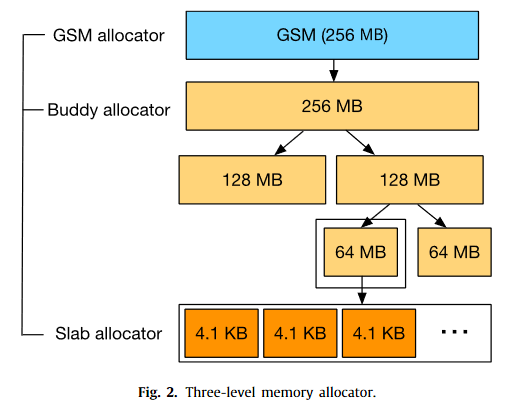 GSM allocator
GSM (256 MB)
Buddy allocator
256 MB
128 MB
128 MB
64 MB
64 MB
Slab allocator
4.1 KB
4.1 KB
4.1 KB
...
Fig. 2. Three-level memory allocator.